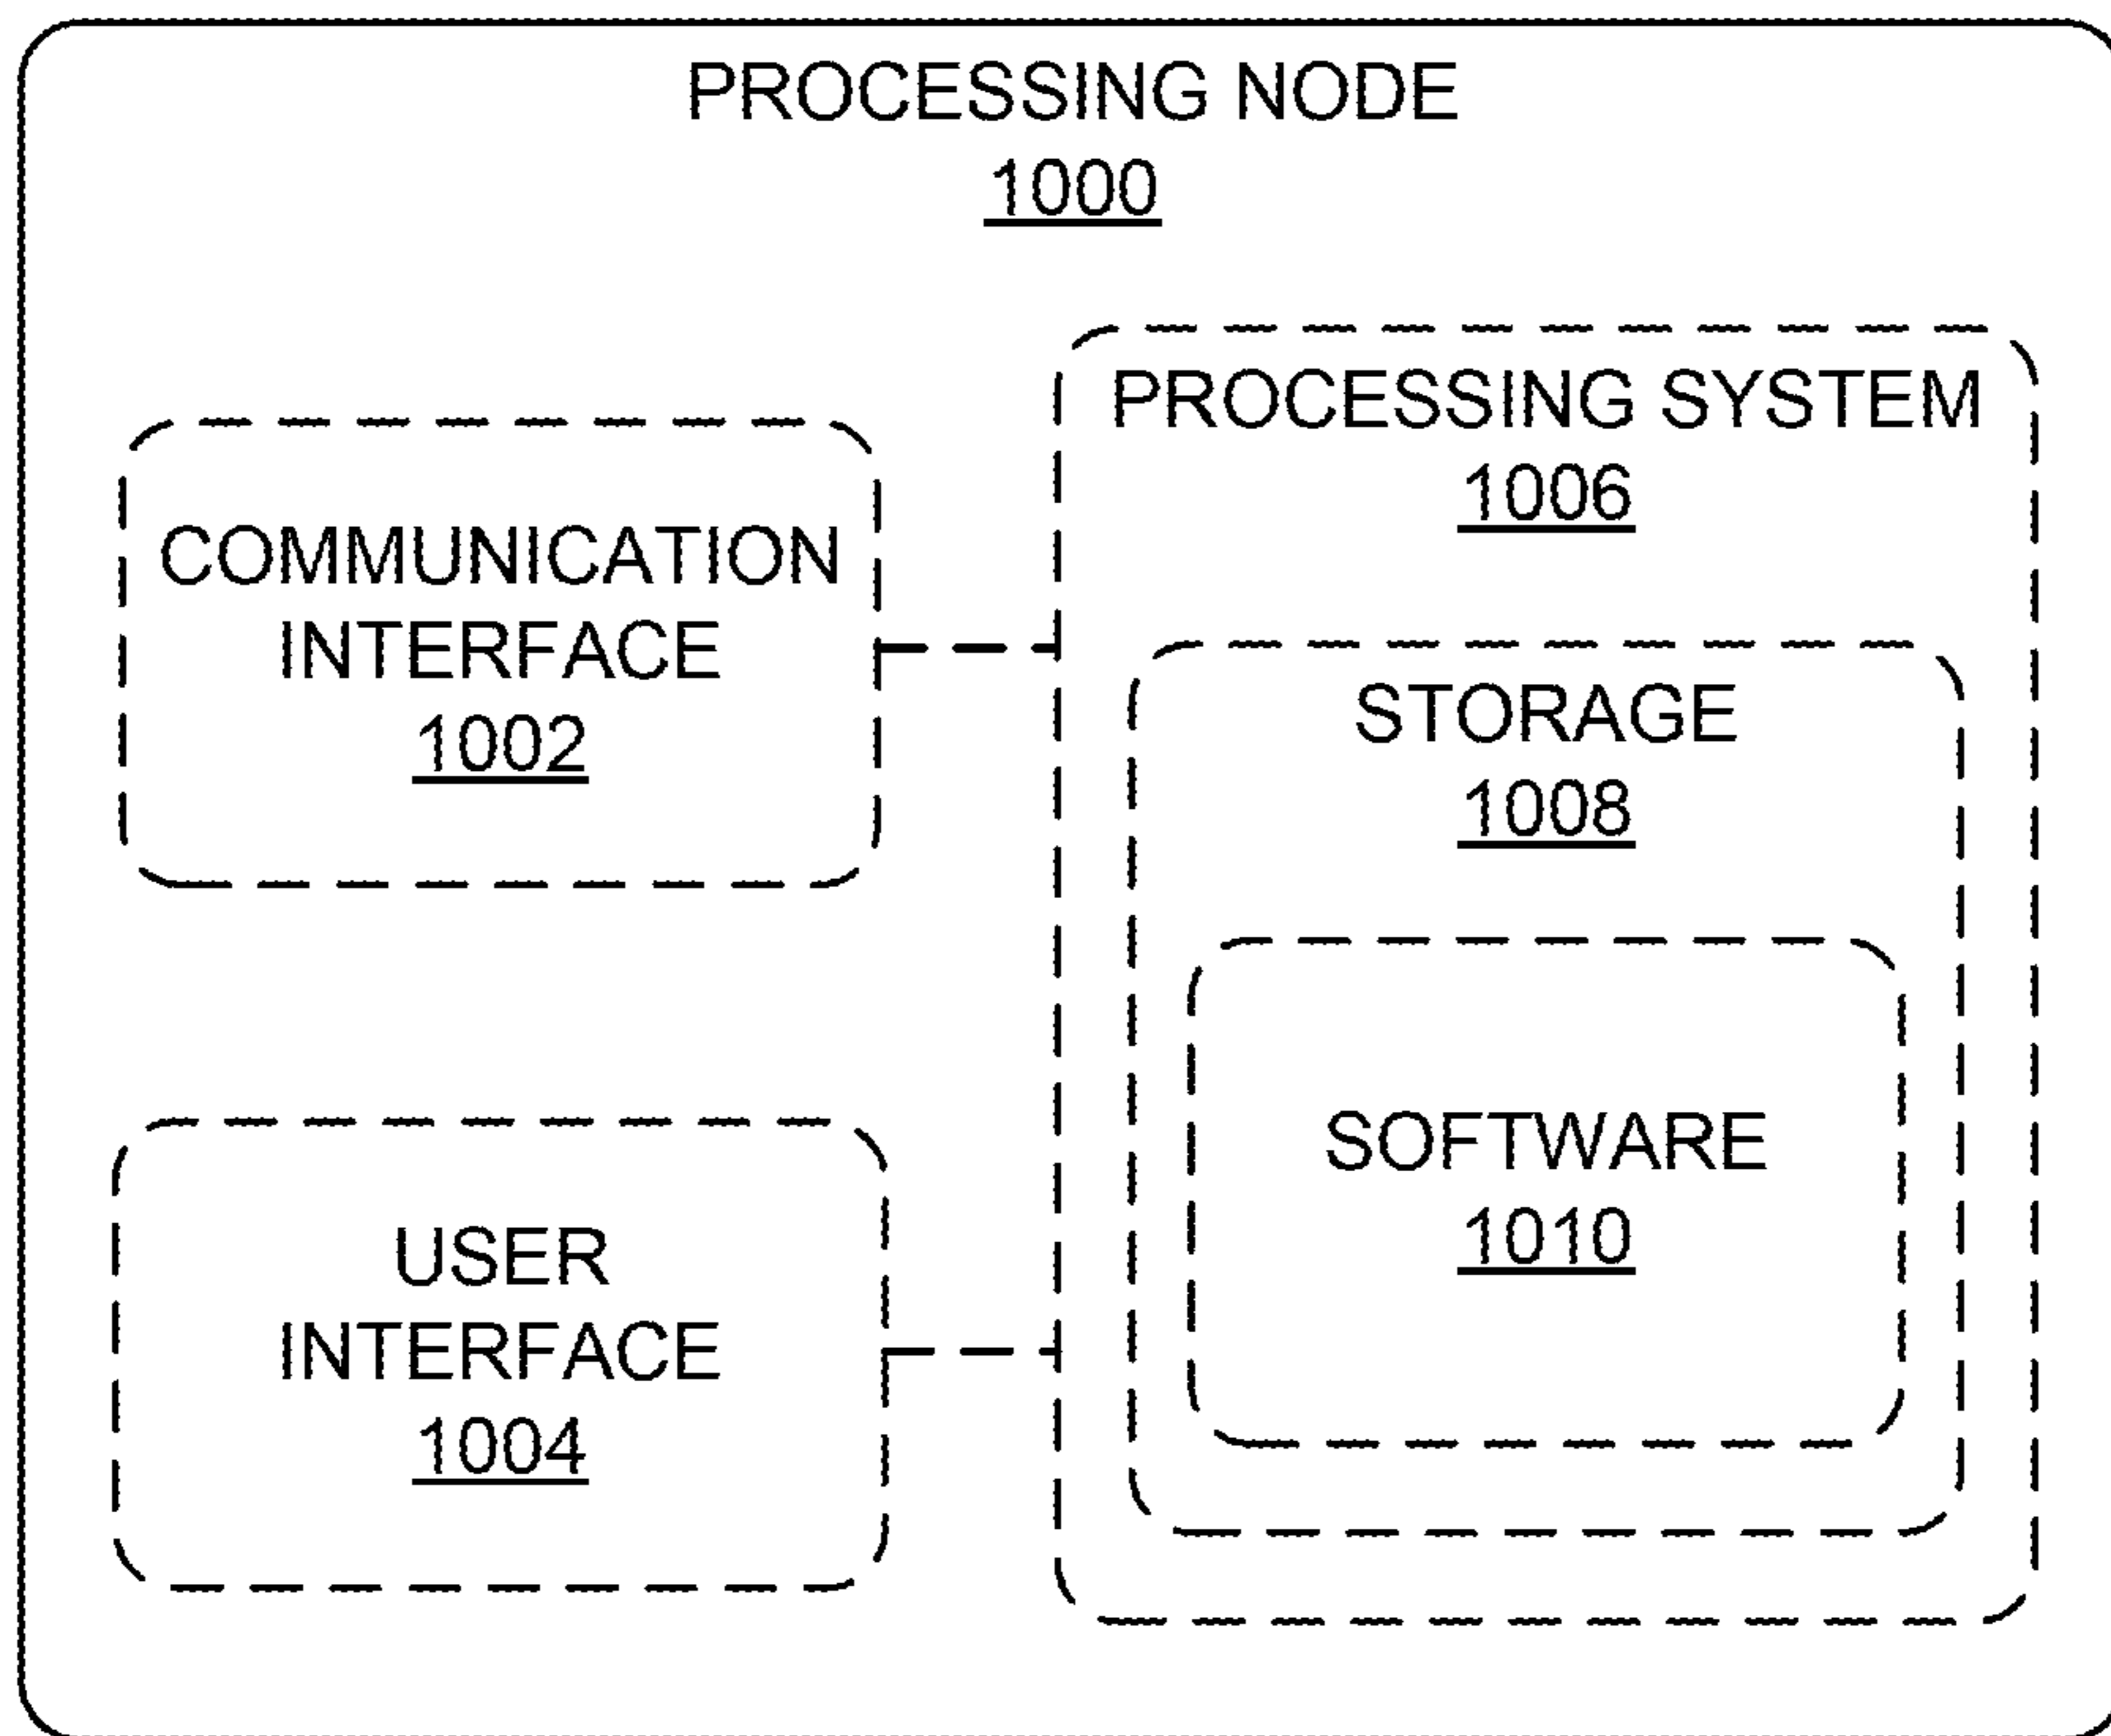 PROCESSING NODE
1000
COMMUNICATION
INTERFACE
1002
USER
INTERFACE
1004
PROCESSING SYSTEM
1006
STORAGE
1008
SOFTWARE
1010